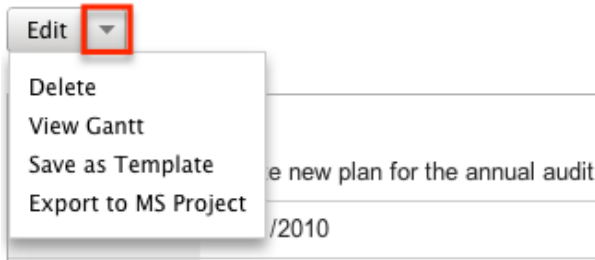 Edit
Delete
View Gantt
Save as Template
e new plan for the annual audit
Export to MS Project
/2010